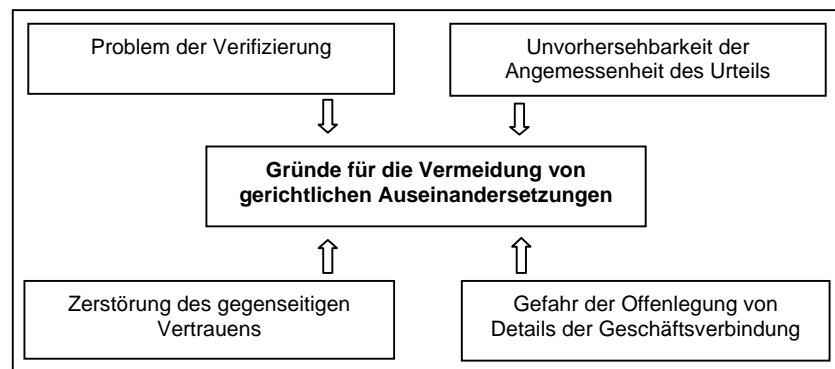 Problem der Verifizierung
Unvorhersehbarkeit der
Angemessenheit des Urteils
Gründe für die Vermeidung von
gerichtlichen Auseinandersetzungen
Zerstörung des gegenseitigen
Vertrauens
Gefahr der Offenlegung von
Details der Geschäftsverbindung